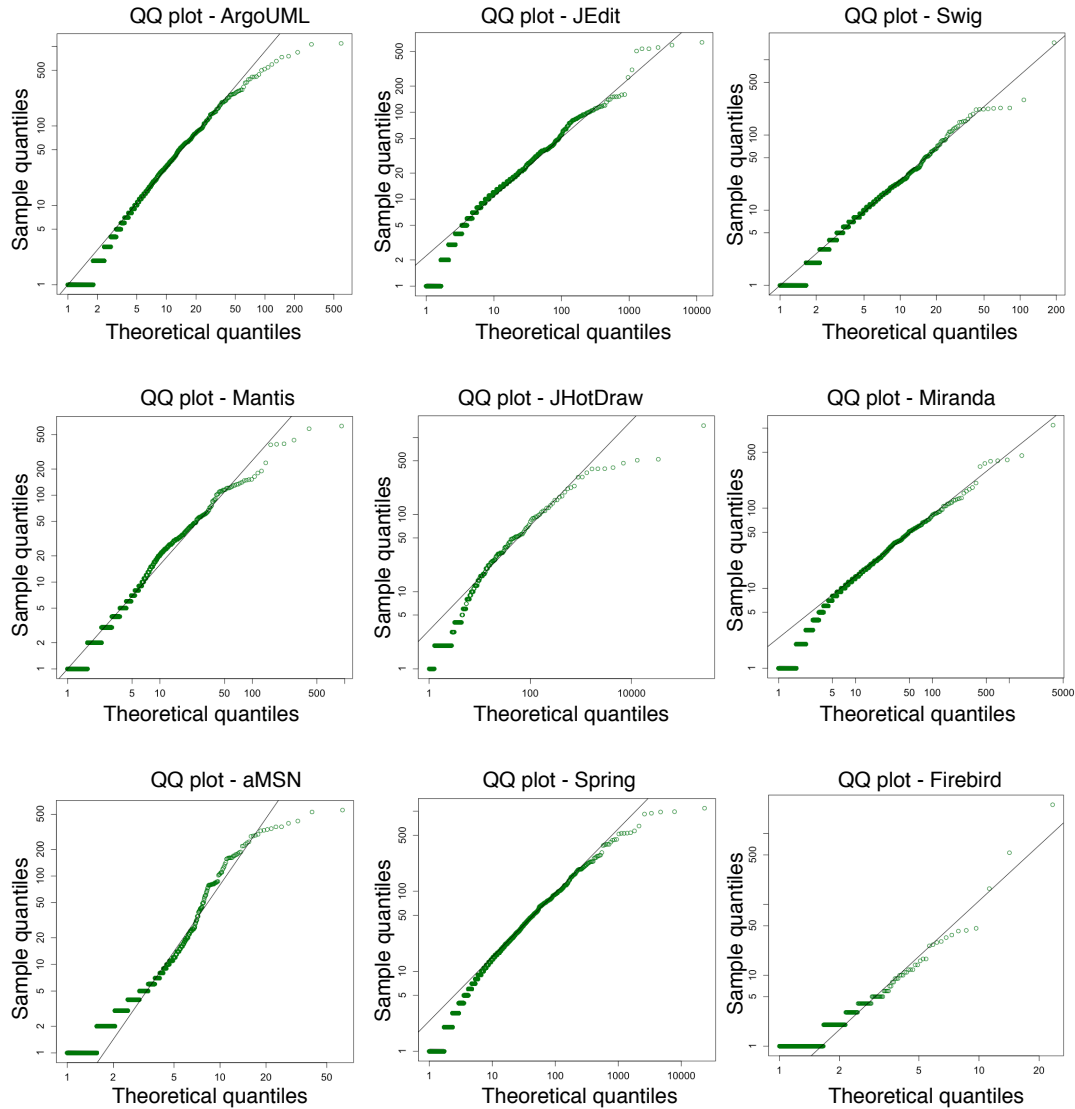 QQ plot - ArgoUML
Sample quantiles
500
100
50
20
10
5
2
1
1 2 5 10 20 50 100 200 500
Theoretical quantiles
QQ plot - JEdit
Sample quantiles
500
200
100
50
20
10
5
2
1
1 10 100 1000 10000
Theoretical quantiles
QQ plot - Swig
Sample quantiles
500
100
50
10
5
1
1 2 5 10 20 50 100 200
Theoretical quantiles
QQ plot - Mantis
Sample quantiles
500
200
100
50
20
10
5
2
1
1 5 10 50 100 500
Theoretical quantiles
QQ plot - JHotDraw
Sample quantiles
500
100
50
10
5
1
1 100 10000
Theoretical quantiles
QQ plot - Miranda
Sample quantiles
500
100
50
10
5
1
1 5 10 50 100 500 5000
Theoretical quantiles
QQ plot - aMSN
Sample quantiles
500
200
100
50
20
10
5
2
1
1 2 5 10 20 50
Theoretical quantiles
QQ plot - Spring
Sample quantiles
500
100
50
10
5
1
1 10 100 1000 10000
Theoretical quantiles
QQ plot - Firebird
Sample quantiles
500
50
10
5
1
1 2 5 10 20
Theoretical quantiles